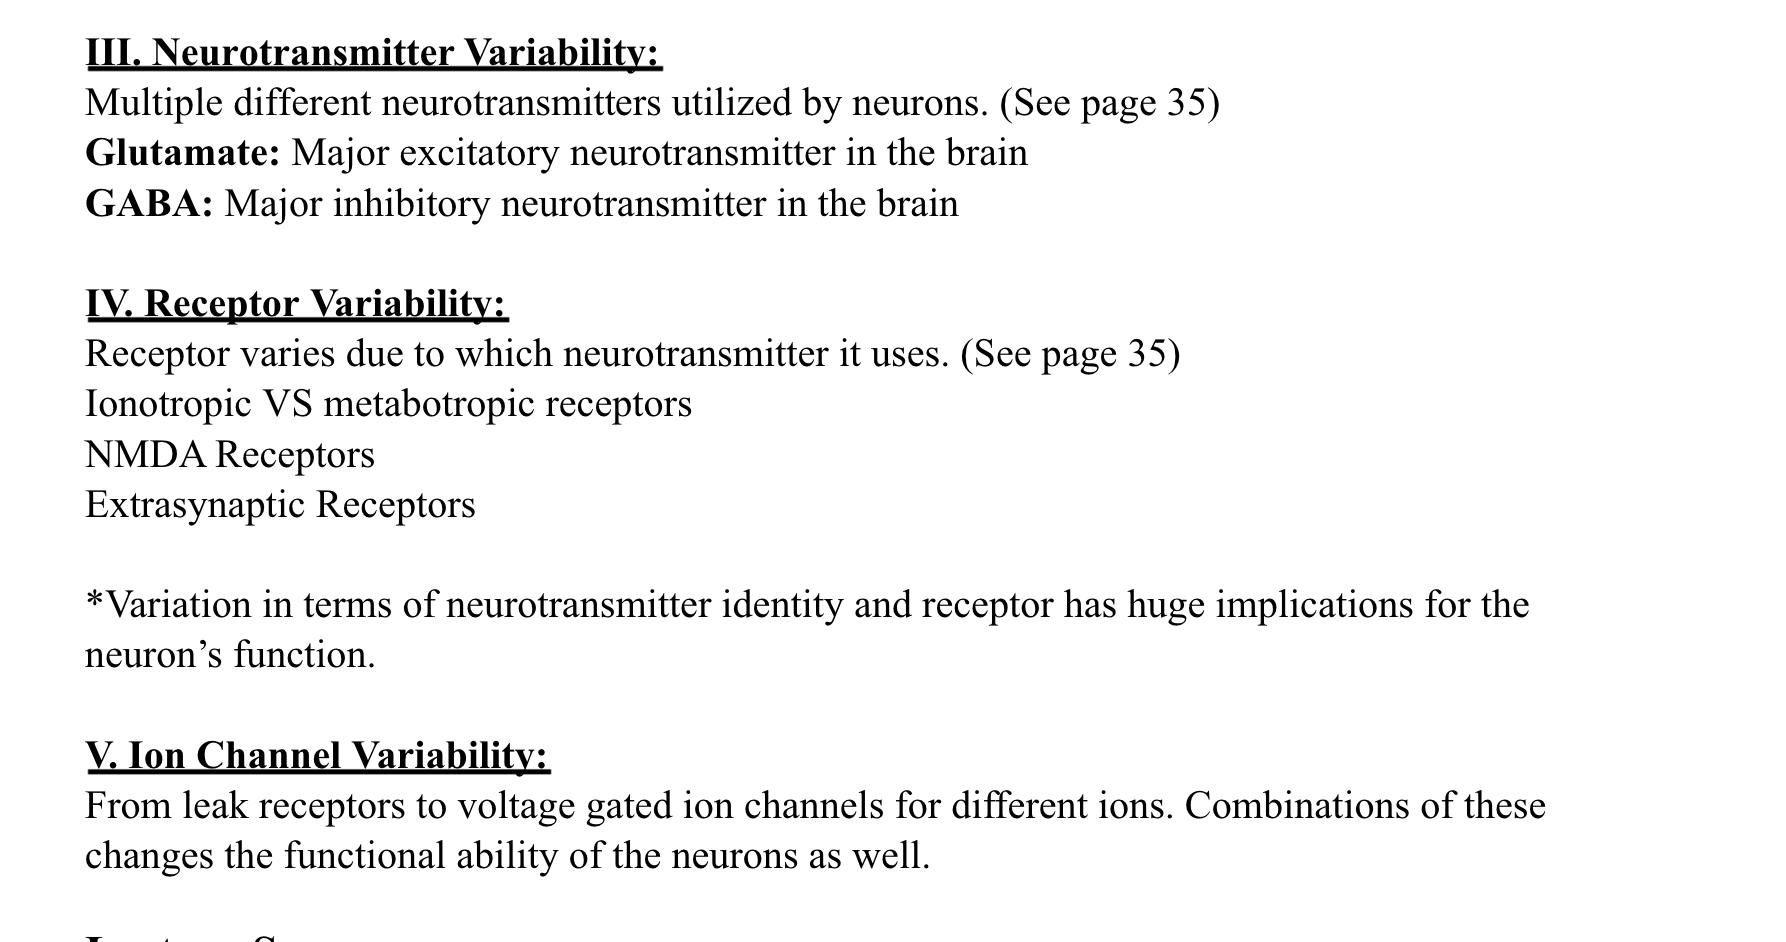 III. Neurotransmitter Variability:
Multiple different neurotransmitters utilized by neurons. (See page 35)
Glutamate: Major excitatory neurotransmitter in the brain
GABA: Major inhibitory neurotransmitter in the brain
IV. Receptor Variability:
Receptor varies due to which neurotransmitter it uses. (See page 35)
Ionotropic VS metabotropic receptors
NMDA Receptors
Extrasynaptic Receptors
*Variation in terms of neurotransmitter identity and receptor has huge implications for the
neuron’s function.
V. Ion Channel Variability:
From leak receptors to voltage gated ion channels for different ions. Combinations of these
changes the functional ability of the neurons as well.